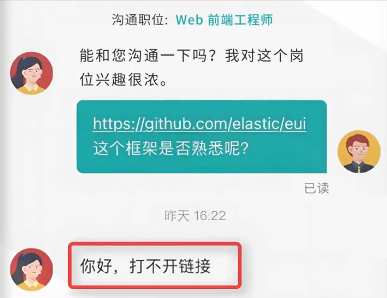 沟通职位: Web 前端工程师
能和您沟通一下吗?我对这个岗
位兴趣很浓。
https://github.com/elastic/eui
这个框架是否熟悉呢?
已读
昨天 16:22
你好，打不开链接